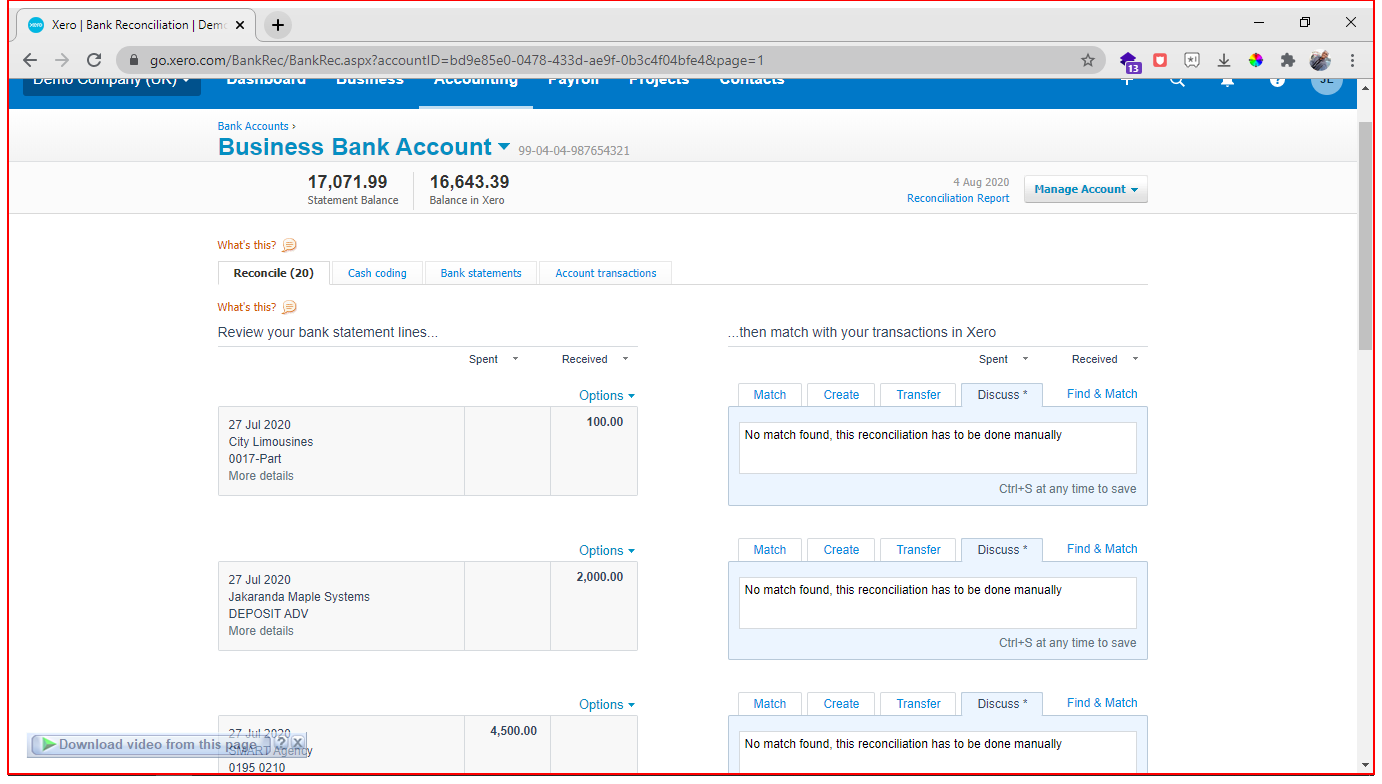 Xero | Bank Reconciliation | Demo
go.xero.com/BankRec/BankRec.aspx?accountID=bd9e85e0-0478-433d-ae9f-0b3c4f04bfe4&page=1
13
Demo Company (UK) Dashboard Business Accounting Payroll Projects Contacts JE
Bank Accounts ›
Business Bank Account 99-04-04-987654321
17,071.99 16,643.39
Statement Balance Balance in Xero
4 Aug 2020
Reconciliation Report
Manage Account
What's this?
Reconcile (20) Cash coding Bank statements Account transactions
What's this?
Review your bank statement lines... ...then match with your transactions in Xero
Spent Received Spent Received
Options Match Create Transfer Discuss * Find & Match
27 Jul 2020 100.00
City Limousines
0017-Part
More details
No match found, this reconciliation has to be done manually
Ctrl+S at any time to save
Options Match Create Transfer Discuss * Find & Match
27 Jul 2020 2,000.00
Jakaranda Maple Systems
DEPOSIT ADV
More details
No match found, this reconciliation has to be done manually
Ctrl+S at any time to save
Options Match Create Transfer Discuss * Find & Match
27 Jul 2020 4,500.00
SMART Agency
0195 0210
No match found, this reconciliation has to be done manually
Download video from this page ? x